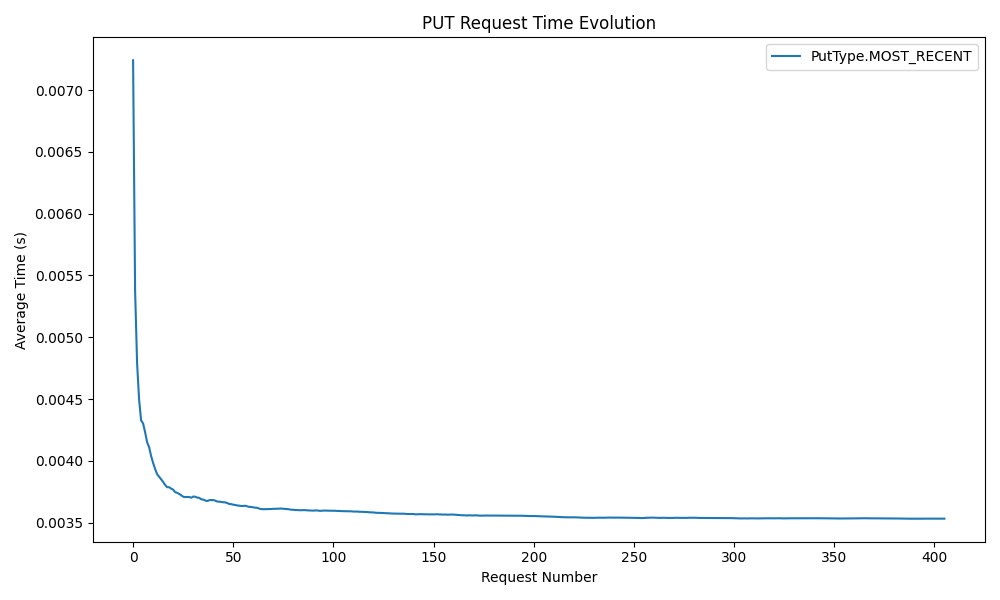 PUT Request Time Evolution
PutType.MOST_RECENT
Average Time (s)
0.0070
0.0065
0.0060
0.0055
0.0050
0.0045
0.0040
0.0035
0 50 100 150 200 250 300 350 400
Request Number